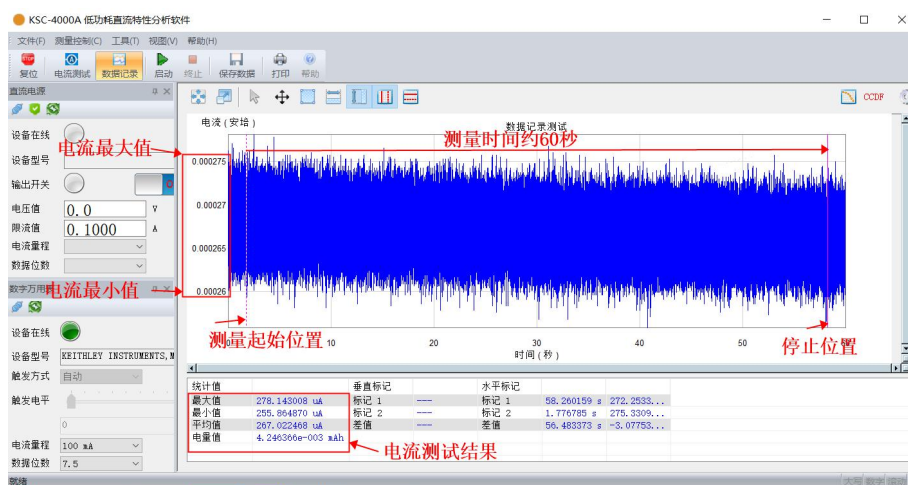 KSC-4000A 低功耗直流特性分析软件
文件(F) 测量控制(C) 工具(T) 视图(V) 帮助(H)
STOP
复位 电流测试 数据记录 启动 终止 保存数据 打印 帮助
直流电源
CCDF
设备在线
设备型号
输出开关
电压值 0.0 V
限流值 0.1000 A
电流量程
数据位数
数字万用表
设备在线
设备型号 KEITHLEY INSTRUMENTS,M
触发方式 自动
触发电平
0
电流量程 100 mA
数据位数 7.5
就绪
电流(安培)
数据记录测试
测量时间约60秒
电流最大值
0.000275
0.00027
0.000265
0.00026
电流最小值
测量起始位置
停止位置
10 20 30 40 50
时间(秒)
统计值 垂直标记 水平标记
最大值 278.143008 uA 标记 1 --- 标记 1 58.260159 s 272.2533...
最小值 255.864870 uA 标记 2 --- 标记 2 1.776785 s 275.3309...
平均值 267.022468 uA 差值 --- 差值 56.483373 s -3.07753...
电量值 4.246366e-003 mAh
电流测试结果
大写 数字 滚动